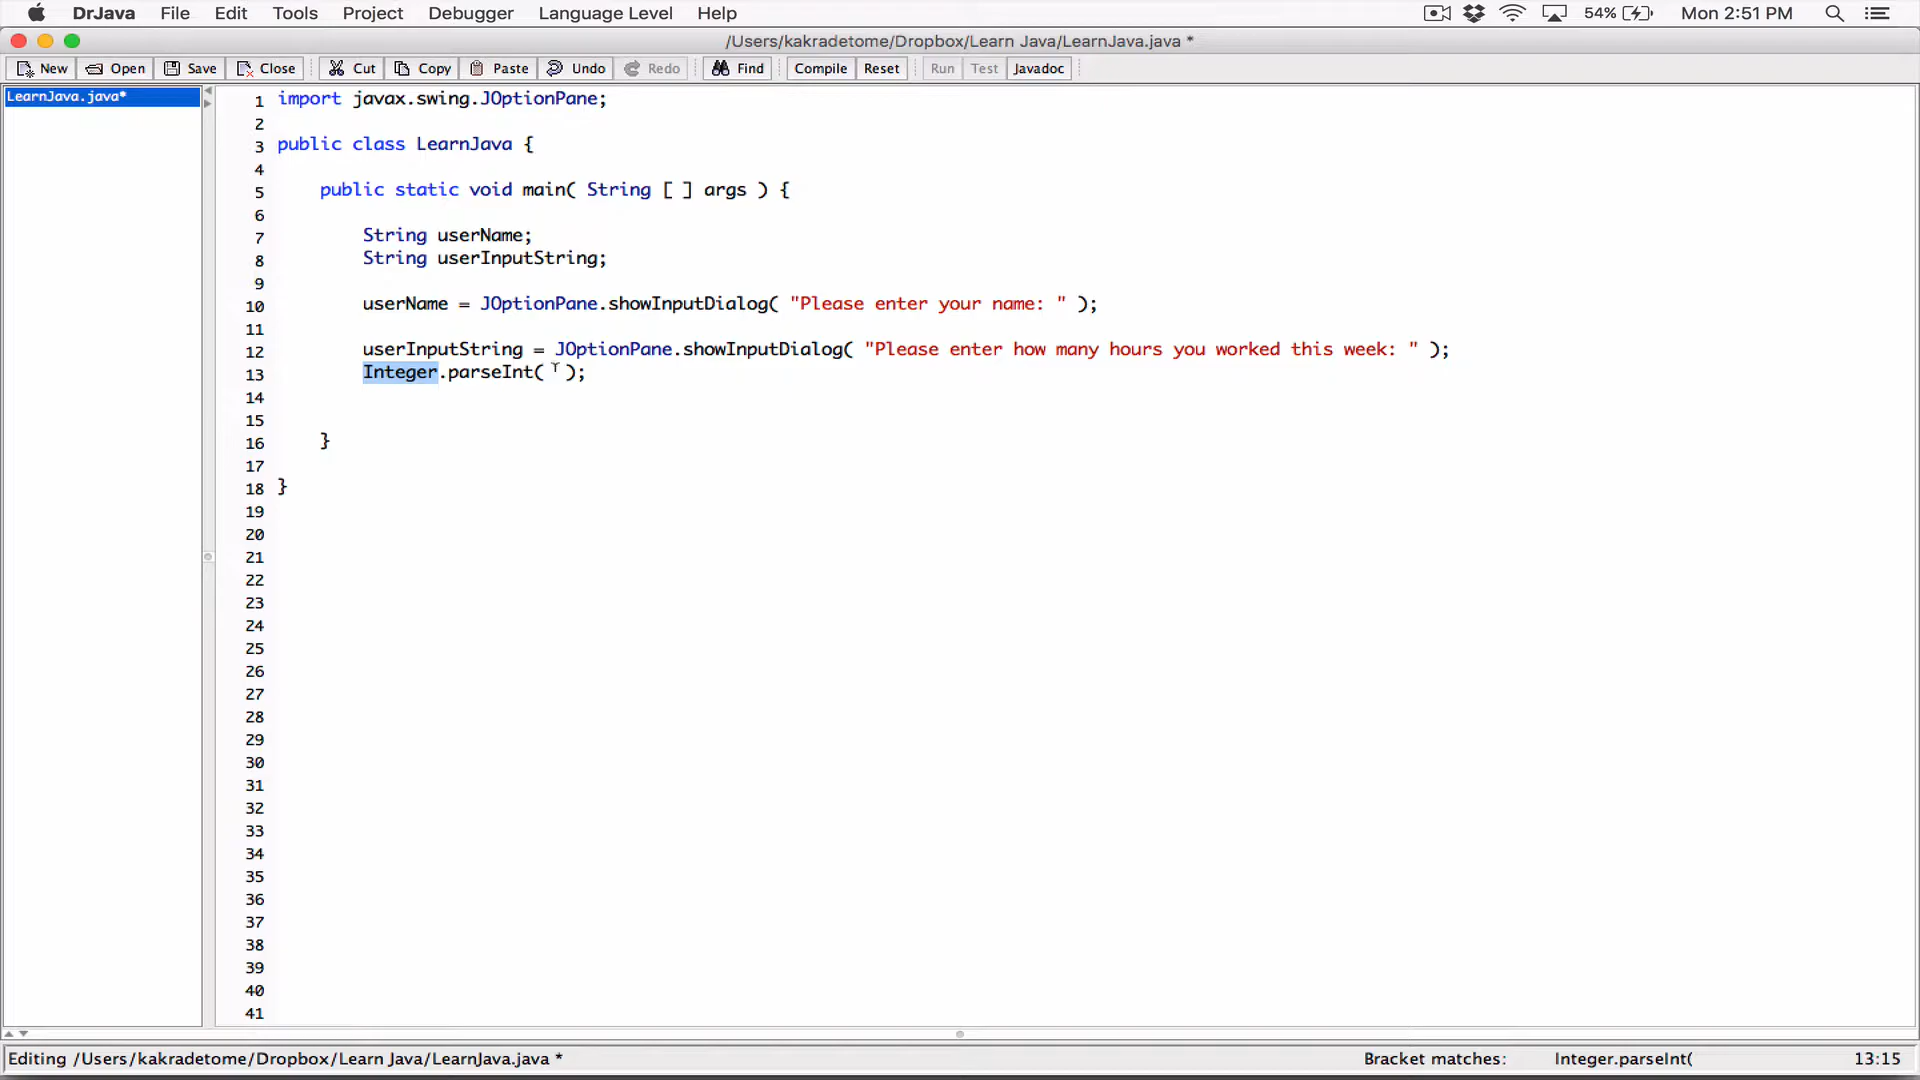 DrJava File Edit Tools Project Debugger Language Level Help 54% Mon 2:51 PM
/Users/kakradetome/Dropbox/Learn Java/LearnJava.java *
New Open Save Close Cut Copy Paste Undo Redo Find Compile Reset Run Test Javadoc
LearnJava.java*
1 import javax.swing.JOptionPane;
2
3 public class LearnJava {
4
5 public static void main( String [ ] args ) {
6
7 String userName;
8 String userInputString;
9
10 userName = JOptionPane.showInputDialog( "Please enter your name: " );
11
12 userInputString = JOptionPane.showInputDialog( "Please enter how many hours you worked this week: " );
13 Integer.parseInt( );
14
15
16 }
17
18 }
19
20
21
22
23
24
25
26
27
28
29
30
31
32
33
34
35
36
37
38
39
40
41
Editing /Users/kakradetome/Dropbox/Learn Java/LearnJava.java * Bracket matches: Integer.parseInt( 13:15